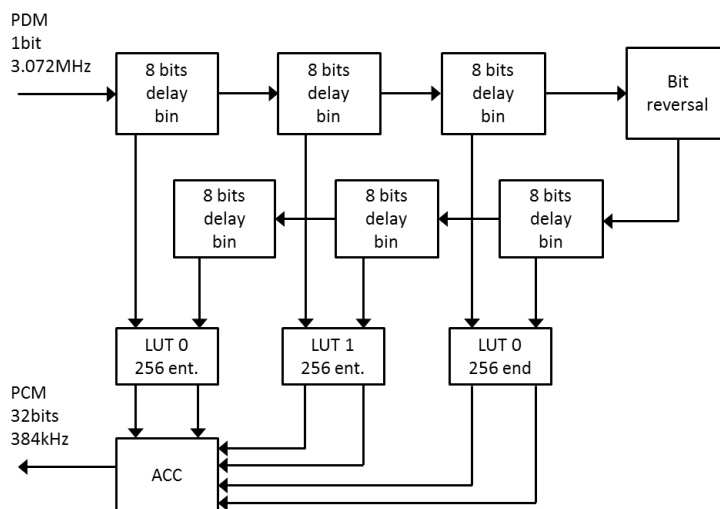 PDM
1bit
3.072MHz
8 bits
delay
bin
8 bits
delay
bin
8 bits
delay
bin
Bit
reversal
8 bits
delay
bin
8 bits
delay
bin
8 bits
delay
bin
LUT 0
256 ent.
LUT 1
256 ent.
LUT 0
256 end
PCM
32bits
384kHz
ACC